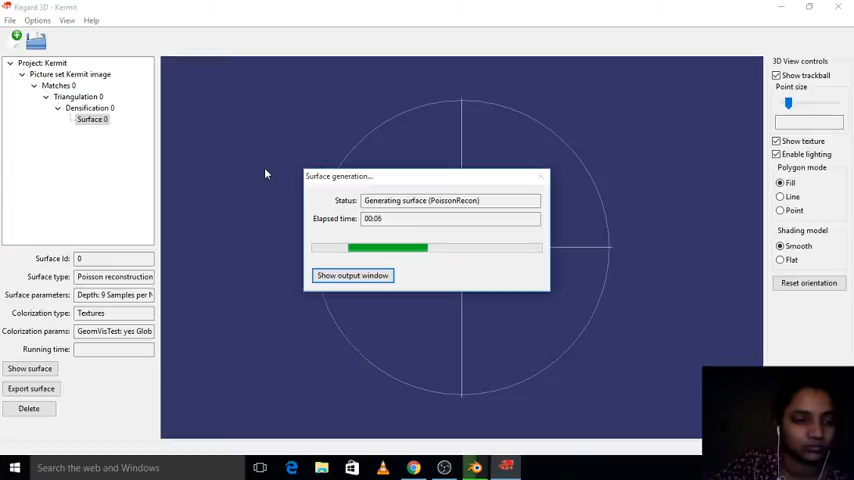 Regard 3D - Kermit
File Options View Help
Project: Kermit
Picture set Kermit image
Matches 0
Triangulation 0
Densification 0
Surface 0
Surface Id: 0
Surface type: Poisson reconstruction
Surface parameters: Depth: 9 Samples per N
Colorization type: Textures
Colorization params: GeomVisTest: yes Glob
Running time:
Show surface
Export surface
Delete
Surface generation...
Status: Generating surface (PoissonRecon)
Elapsed time: 00:06
Show output window
3D View controls
Show trackball
Point size
Show texture
Enable lighting
Polygon mode
Fill
Line
Point
Shading model
Smooth
Flat
Reset orientation
Search the web and Windows